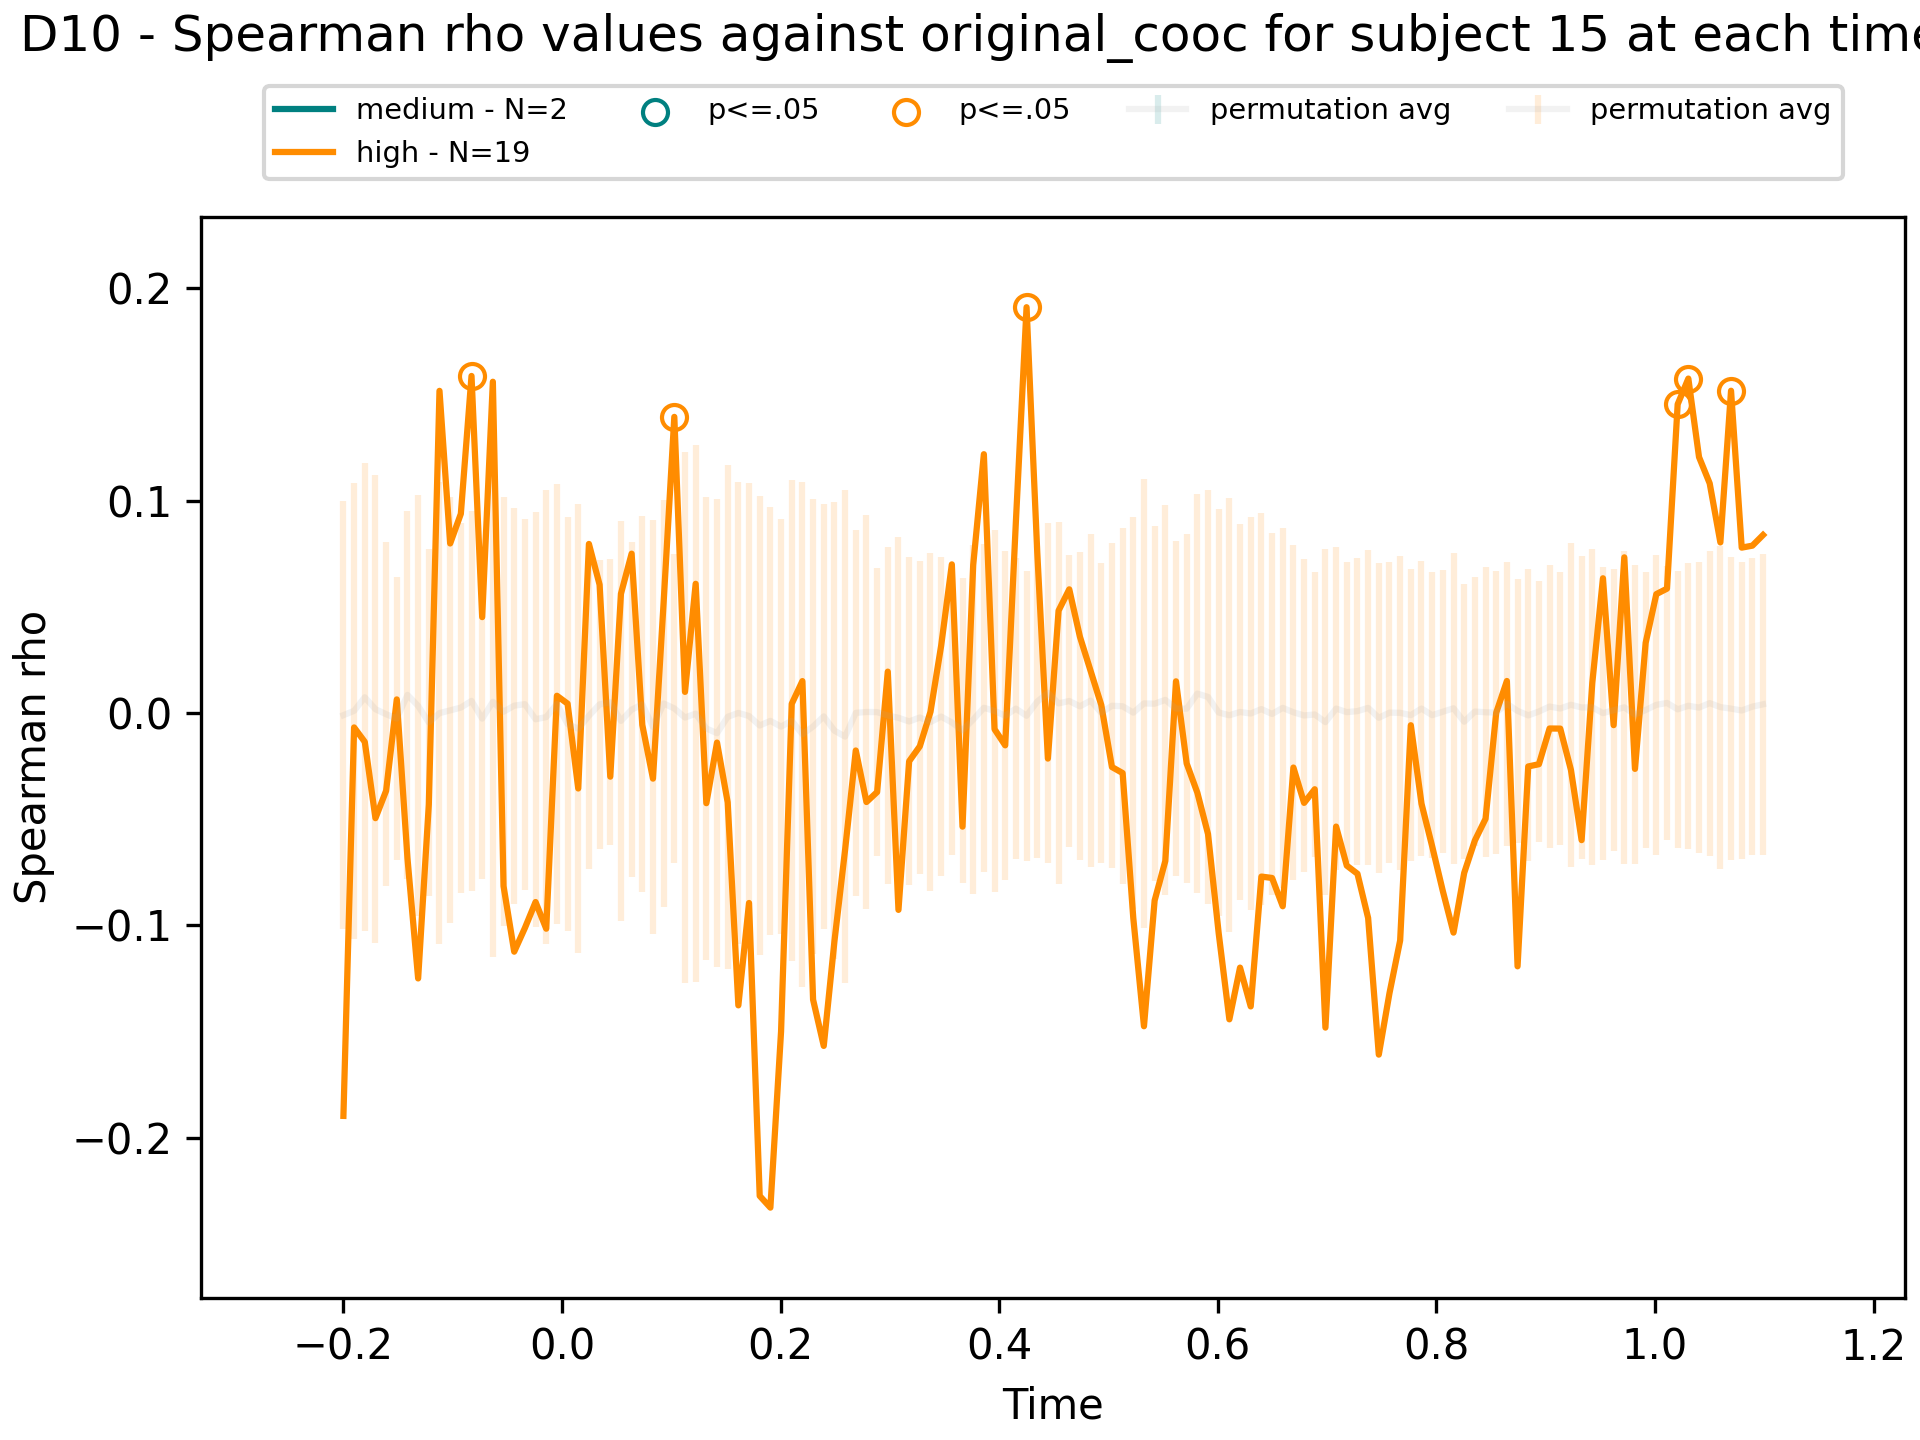 D10 - Spearman rho values against original_cooc for subject 15 at each time
medium - N=2
high - N=19
p<=.05
p<=.05
permutation avg
permutation avg
Spearman rho
0.2
0.1
0.0
−0.1
−0.2
−0.2 0.0 0.2 0.4 0.6 0.8 1.0 1.2
Time